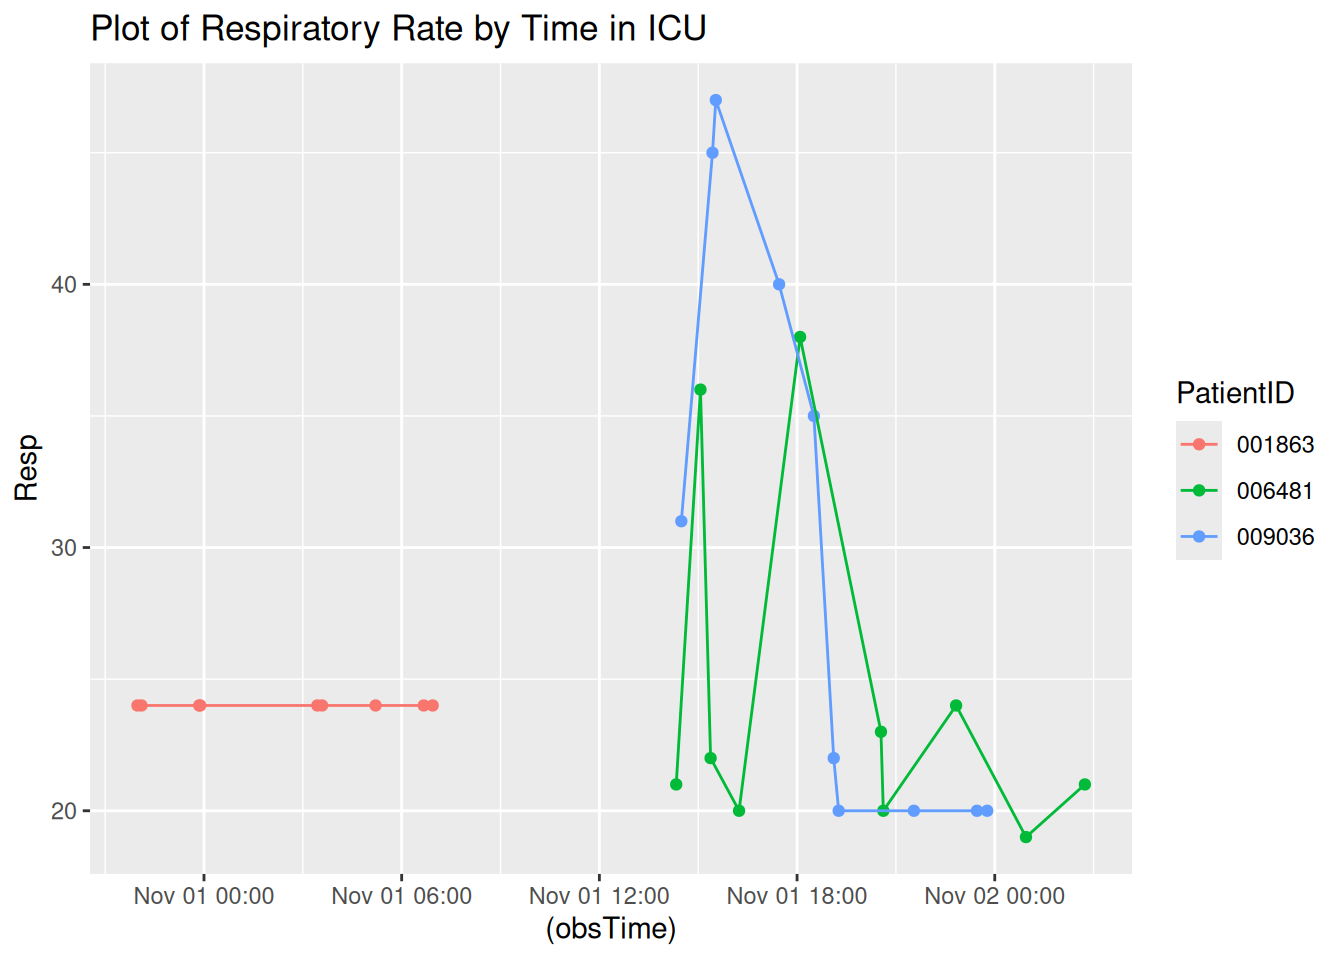 Plot of Respiratory Rate by Time in ICU
Resp
40
30
20
Nov 01 00:00 Nov 01 06:00 Nov 01 12:00 Nov 01 18:00 Nov 02 00:00
(obsTime)
PatientID
001863
006481
009036